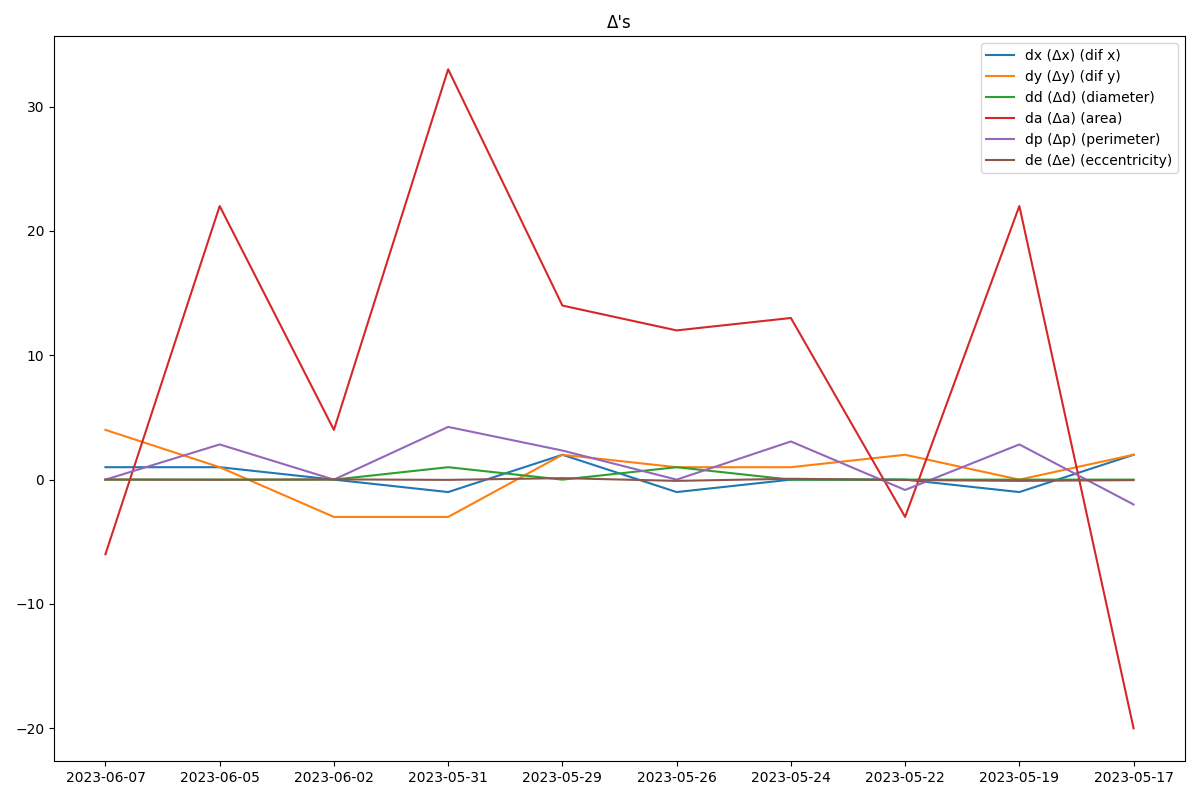 Δ's
dx (Δx) (dif x)
dy (Δy) (dif y)
dd (Δd) (diameter)
da (Δa) (area)
dp (Δp) (perimeter)
de (Δe) (eccentricity)
30
20
10
0
−10
−20
2023-06-07 2023-06-05 2023-06-02 2023-05-31 2023-05-29 2023-05-26 2023-05-24 2023-05-22 2023-05-19 2023-05-17